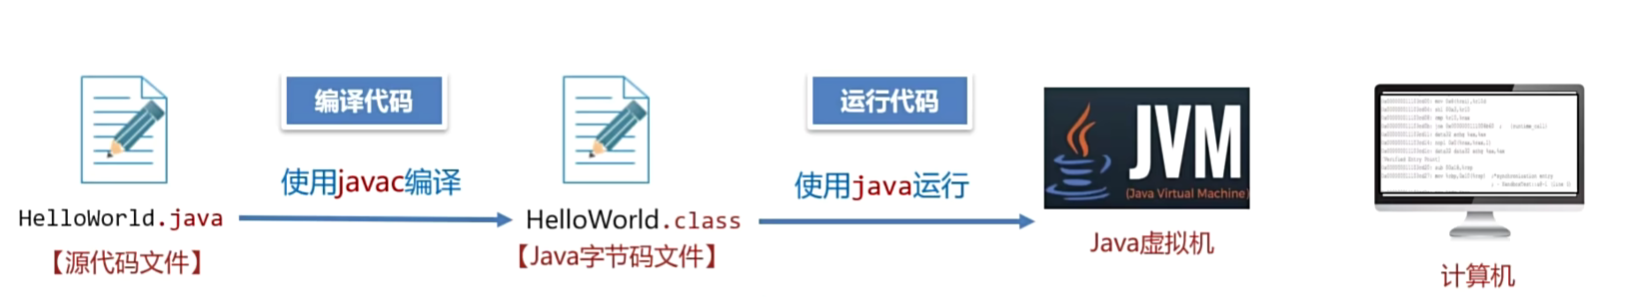 编译代码
使用javac编译
HelloWorld.java
【源代码文件】
HelloWorld.class
【Java字节码文件】
运行代码
使用java运行
JVM
(Java Virtual Machine)
Java虚拟机
计算机